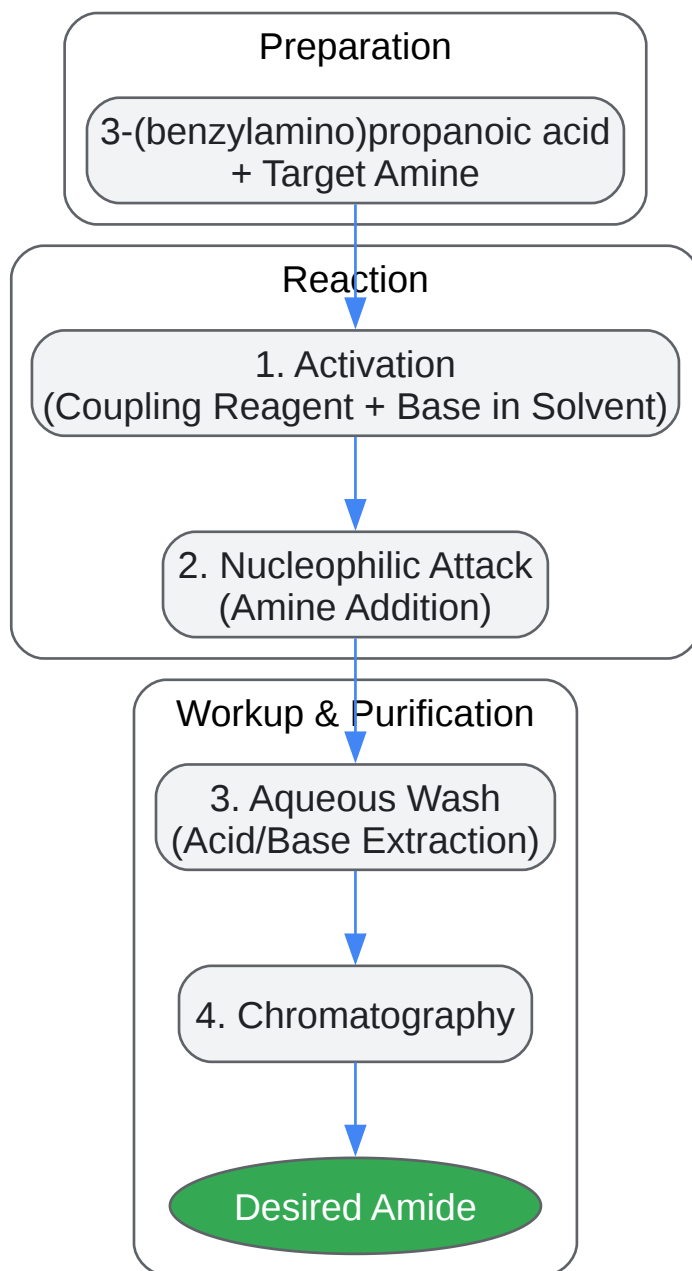 Preparation
3-(benzylamino)propanoic acid
+ Target Amine
Reaction
1. Activation
(Coupling Reagent + Base in Solvent)
2. Nucleophilic Attack
(Amine Addition)
Workup & Purification
3. Aqueous Wash
(Acid/Base Extraction)
4. Chromatography
Desired Amide